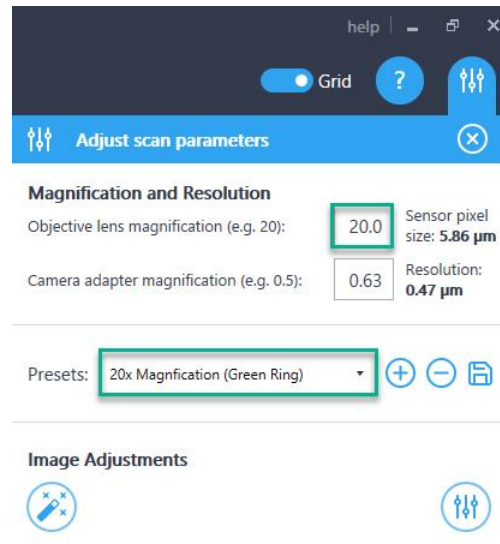 help
Grid ?
Adjust scan parameters
Magnification and Resolution
Objective lens magnification (e.g. 20): 20.0 Sensor pixel
size: 5.86 µm
Camera adapter magnification (e.g. 0.5): 0.63 Resolution:
0.47 µm
Presets: 20x Magnfication (Green Ring)
Image Adjustments